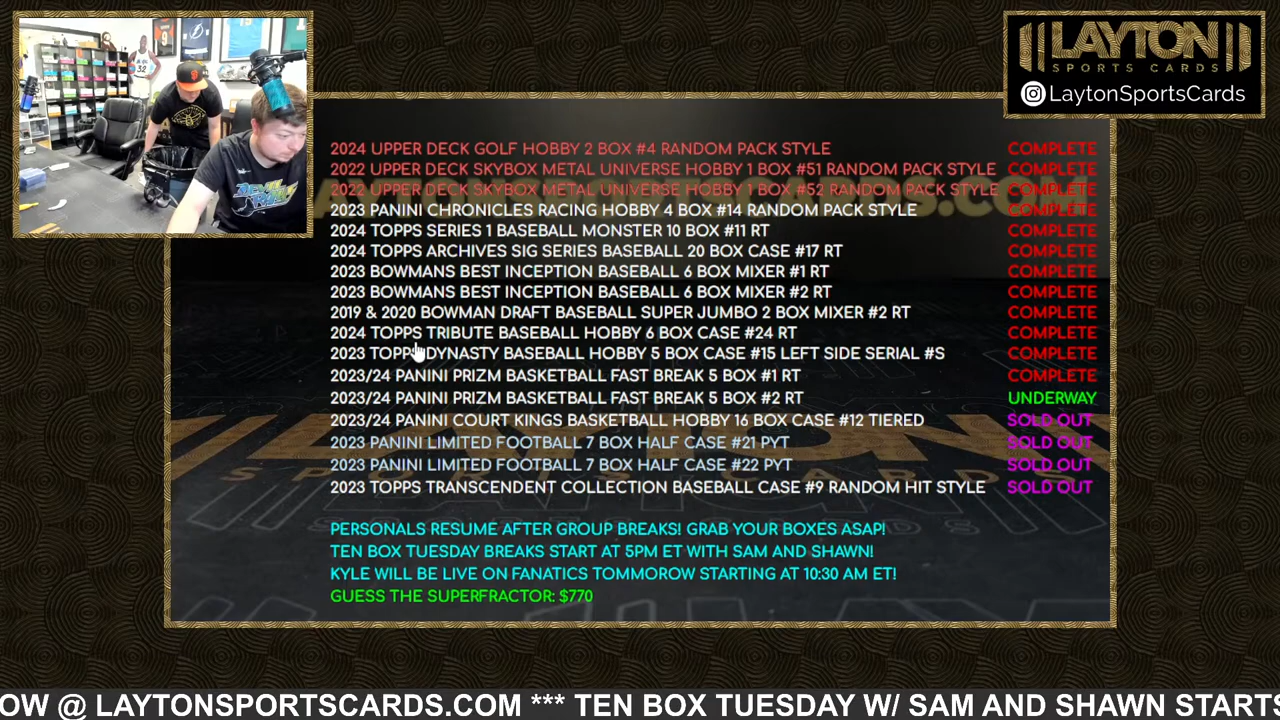 LAYTON
SPORTS CARDS
LaytonSportsCards
2024 UPPER DECK GOLF HOBBY 2 BOX #4 RANDOM PACK STYLE COMPLETE
2022 UPPER DECK SKYBOX METAL UNIVERSE HOBBY 1 BOX #51 RANDOM PACK STYLE COMPLETE
2022 UPPER DECK SKYBOX METAL UNIVERSE HOBBY 1 BOX #52 RANDOM PACK STYLE COMPLETE
2023 PANINI CHRONICLES RACING HOBBY 4 BOX #14 RANDOM PACK STYLE COMPLETE
2024 TOPPS SERIES 1 BASEBALL MONSTER 10 BOX #11 RT COMPLETE
2024 TOPPS ARCHIVES SIG SERIES BASEBALL 20 BOX CASE #17 RT COMPLETE
2023 BOWMANS BEST INCEPTION BASEBALL 6 BOX MIXER #1 RT COMPLETE
2023 BOWMANS BEST INCEPTION BASEBALL 6 BOX MIXER #2 RT COMPLETE
2019 & 2020 BOWMAN DRAFT BASEBALL SUPER JUMBO 2 BOX MIXER #2 RT COMPLETE
2024 TOPPS TRIBUTE BASEBALL HOBBY 6 BOX CASE #24 RT COMPLETE
2023 TOPPS DYNASTY BASEBALL HOBBY 5 BOX CASE #15 LEFT SIDE SERIAL #S COMPLETE
2023/24 PANINI PRIZM BASKETBALL FAST BREAK 5 BOX #1 RT COMPLETE
2023/24 PANINI PRIZM BASKETBALL FAST BREAK 5 BOX #2 RT UNDERWAY
2023/24 PANINI COURT KINGS BASKETBALL HOBBY 16 BOX CASE #12 TIERED SOLD OUT
2023 PANINI LIMITED FOOTBALL 7 BOX HALF CASE #21 PYT SOLD OUT
2023 PANINI LIMITED FOOTBALL 7 BOX HALF CASE #22 PYT SOLD OUT
2023 TOPPS TRANSCENDENT COLLECTION BASEBALL CASE #9 RANDOM HIT STYLE SOLD OUT
PERSONALS RESUME AFTER GROUP BREAKS! GRAB YOUR BOXES ASAP!
TEN BOX TUESDAY BREAKS START AT 5PM ET WITH SAM AND SHAWN!
KYLE WILL BE LIVE ON FANATICS TOMMOROW STARTING AT 10:30 AM ET!
GUESS THE SUPERFRACTOR: $770
OW @ LAYTONSPORTSCARDS.COM *** TEN BOX TUESDAY W/ SAM AND SHAWN STARTS